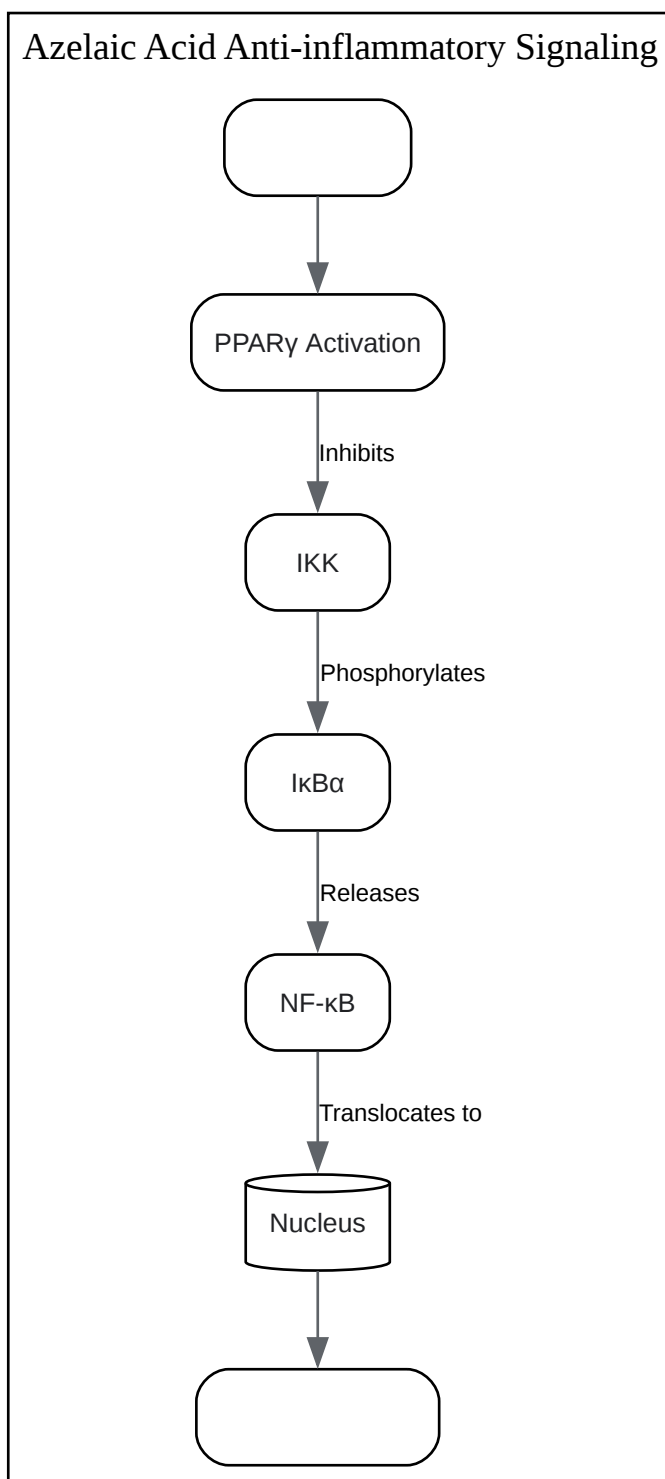 Azelaic Acid Anti-inflammatory Signaling
PPARγ Activation
Inhibits
IKK
Phosphorylates
IκBα
Releases
NF-κB
Translocates to
Nucleus